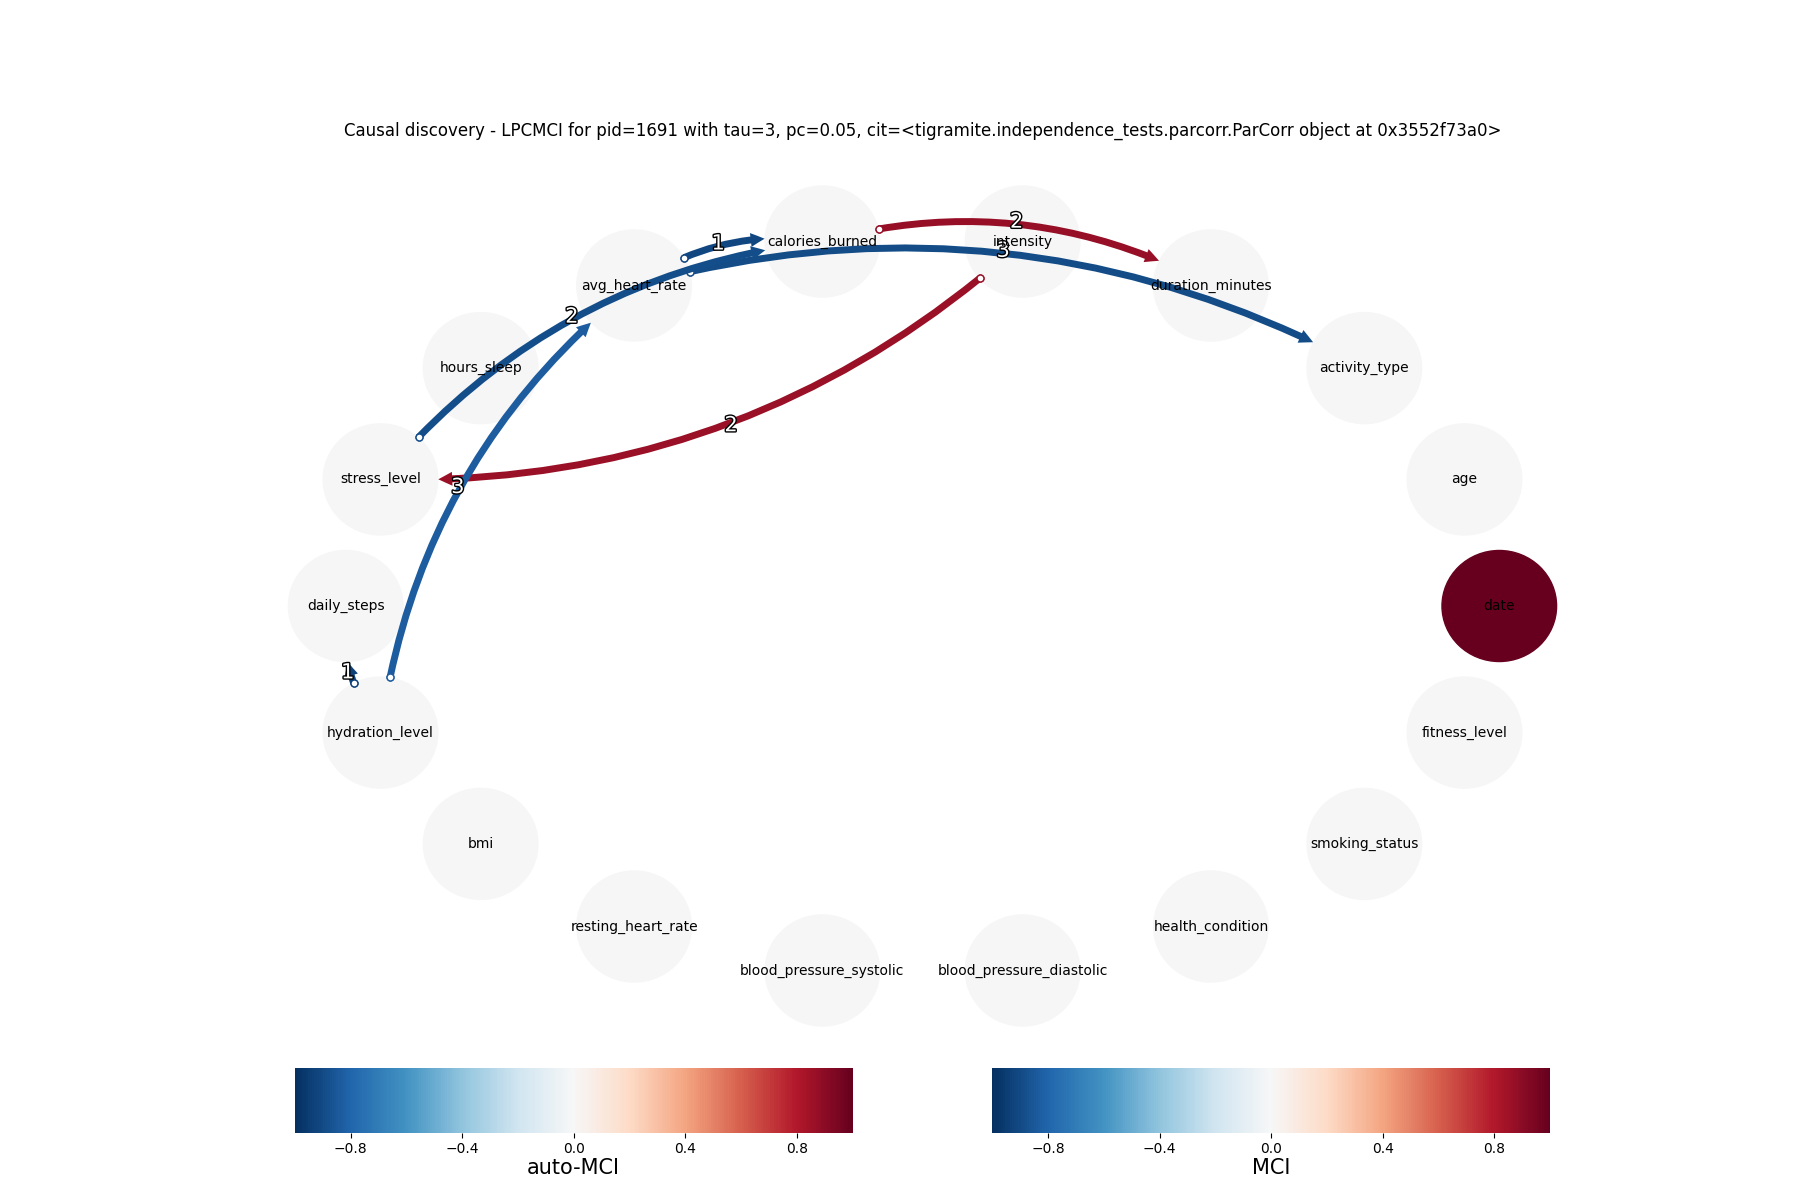 Causal discovery - LPCMCI for pid=1691 with tau=3, pc=0.05, cit=<tigramite.independence_tests.parcorr.ParCorr object at 0x3552f73a0>
2
1
calories_burned
intensity
3
avg_heart_rate
duration_minutes
2
hours_sleep
activity_type
2
stress_level
age
3
daily_steps
date
1
hydration_level
fitness_level
bmi
smoking_status
resting_heart_rate
health_condition
blood_pressure_systolic
blood_pressure_diastolic
−0.8 −0.4 0.0 0.4 0.8
auto-MCI
−0.8 −0.4 0.0 0.4 0.8
MCI